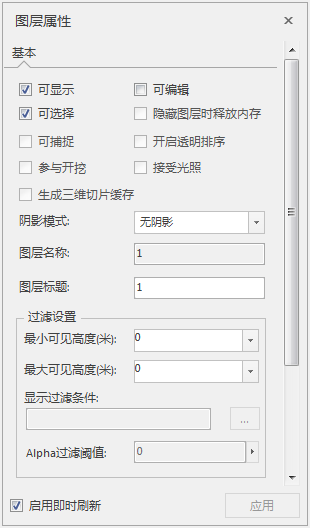 图层属性
基本
可显示 可编辑
可选择 隐藏图层时释放内存
可捕捉 开启透明排序
参与开挖 接受光照
生成三维切片缓存
阴影模式: 无阴影
图层名称: 1
图层标题: 1
过滤设置
最小可见高度(米): 0
最大可见高度(米): 0
显示过滤条件:
...
Alpha过滤阈值: 0
启用即时刷新 应用